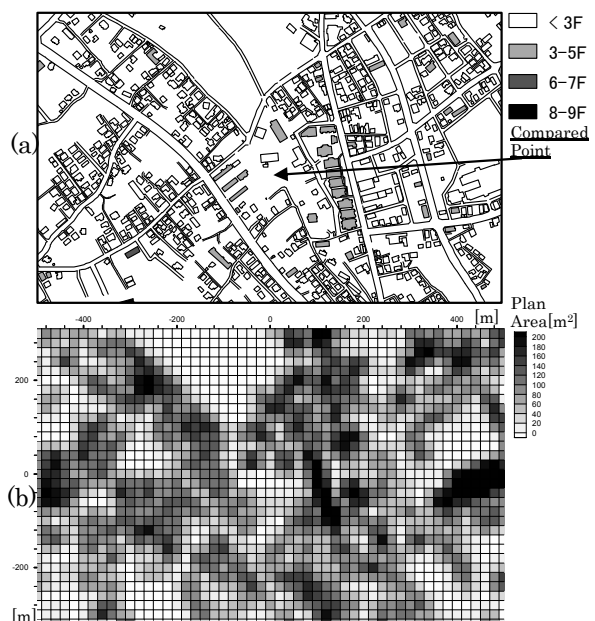 < 3F
3-5F
6-7F
8-9F
Compared
Point
(a)
[m]
Plan
Area[m²]
-400 -200 0 200 400
200
180
160
140
120
100
80
60
40
20
0
200
0
-200
(b)
[m]